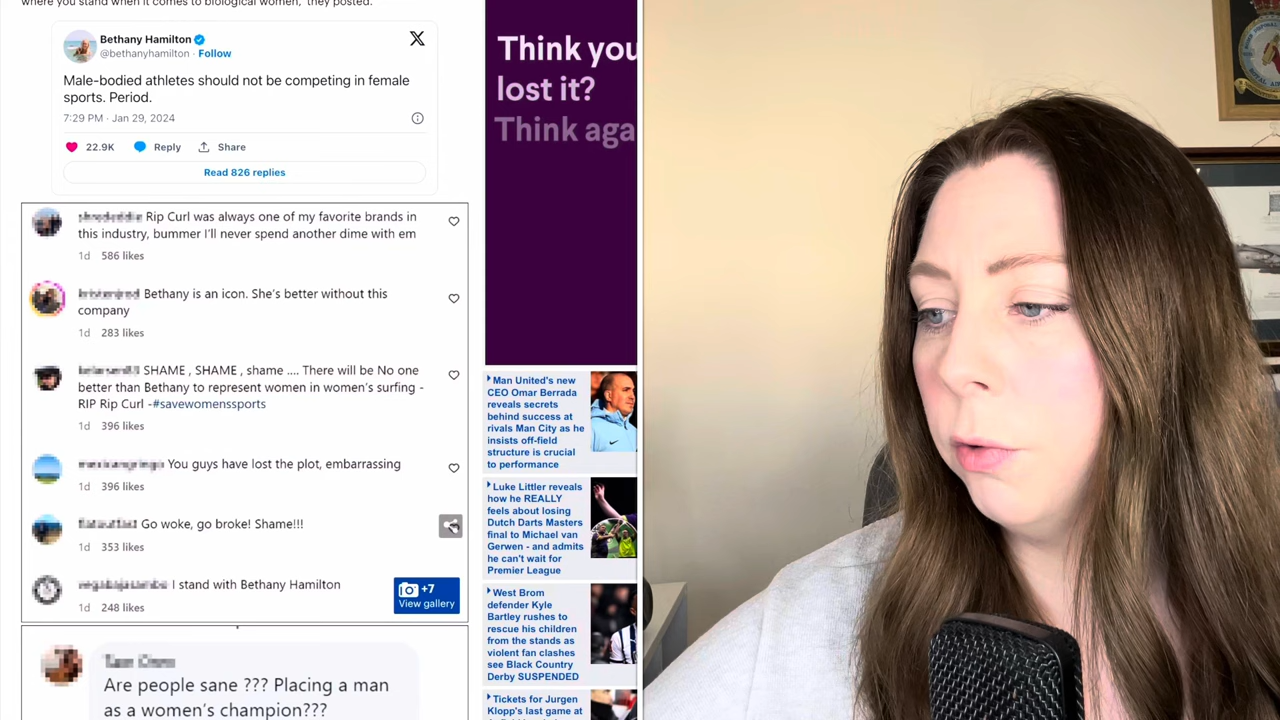 where you stand when it comes to biological women,' they posted.
Bethany Hamilton
@bethanyhamilton · Follow
Male-bodied athletes should not be competing in female
sports. Period.
7:29 PM · Jan 29, 2024
22.9K Reply Share
Read 826 replies
Rip Curl was always one of my favorite brands in
this industry, bummer I'll never spend another dime with em
1d 586 likes
Bethany is an icon. She's better without this
company
1d 283 likes
SHAME , SHAME , shame .... There will be No one
better than Bethany to represent women in women's surfing -
RIP Rip Curl -#savewomenssports
1d 396 likes
You guys have lost the plot, embarrassing
1d 396 likes
Go woke, go broke! Shame!!!
1d 353 likes
I stand with Bethany Hamilton
1d 248 likes
+7
View gallery
Are people sane ??? Placing a man
as a women's champion???
Think you
lost it?
Think aga
Man United's new
CEO Omar Berrada
reveals secrets
behind success at
rivals Man City as he
insists off-field
structure is crucial
to performance
Luke Littler reveals
how he REALLY
feels about losing
Dutch Darts Masters
final to Michael van
Gerwen - and admits
he can't wait for
Premier League
West Brom
defender Kyle
Bartley rushes to
rescue his children
from the stands as
violent fan clashes
see Black Country
Derby SUSPENDED
Tickets for Jurgen
Klopp's last game at